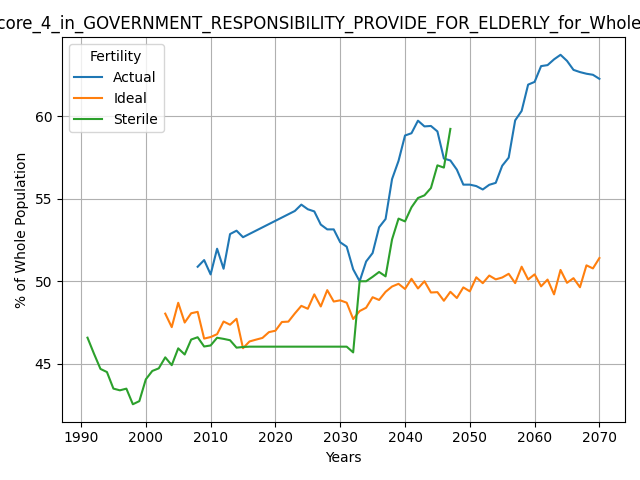 core_4_in_GOVERNMENT_RESPONSIBILITY_PROVIDE_FOR_ELDERLY_for_Whole
Fertility
Actual
Ideal
Sterile
60
55
50
45
% of Whole Population
1990 2000 2010 2020 2030 2040 2050 2060 2070
Years